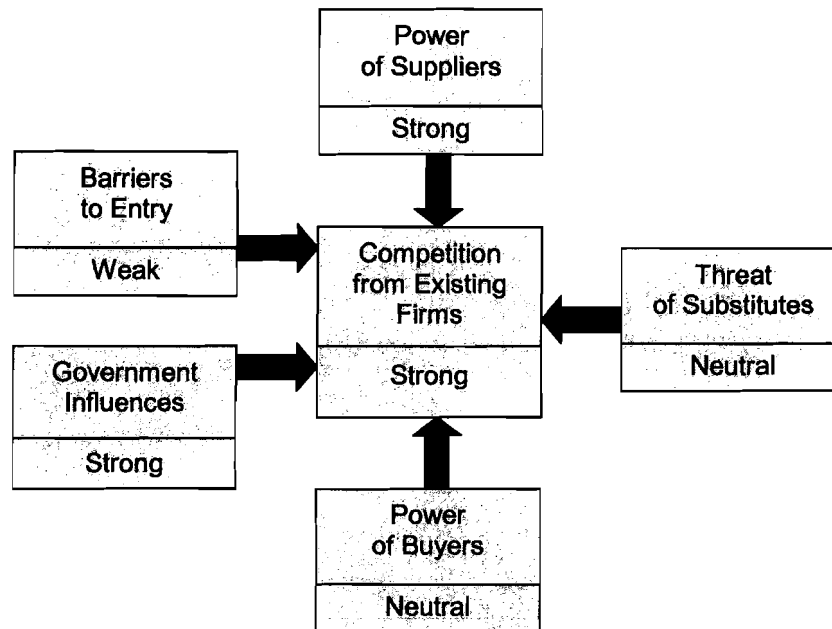 Power
of Suppliers
Strong
Barriers
to Entry
Weak
Competition
from Existing
Firms
Strong
Threat
of Substitutes
Neutral
Government
Influences
Strong
Power
of Buyers
Neutral